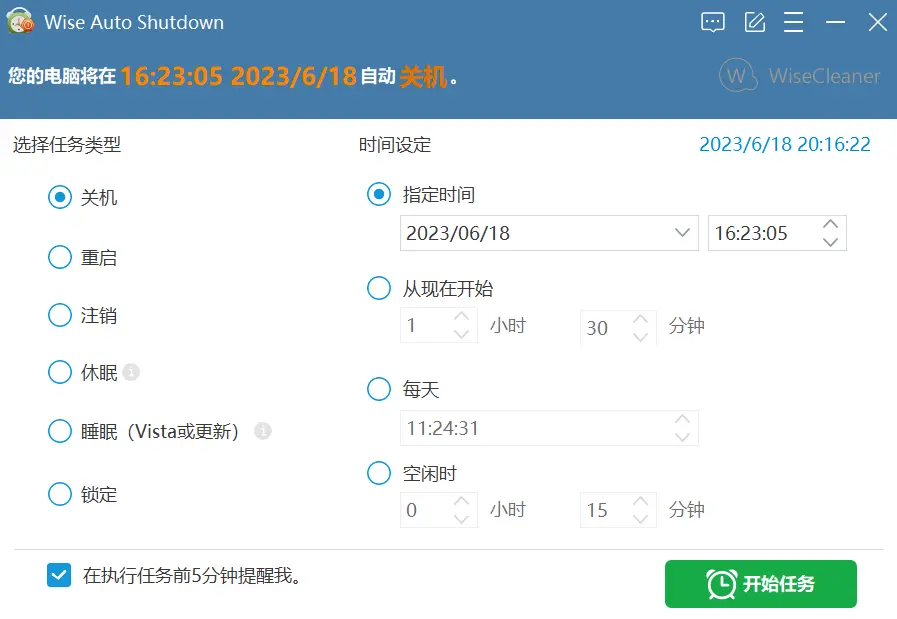 Wise Auto Shutdown
您的电脑将在 16:23:05 2023/6/18 自动 关机 。
WiseCleaner
选择任务类型
时间设定
2023/6/18 20:16:22
关机
重启
注销
休眠
睡眠（Vista或更新）
锁定
指定时间
2023/06/18
16:23:05
从现在开始
1 小时 30 分钟
每天
11:24:31
空闲时
0 小时 15 分钟
在执行任务前5分钟提醒我。
开始任务